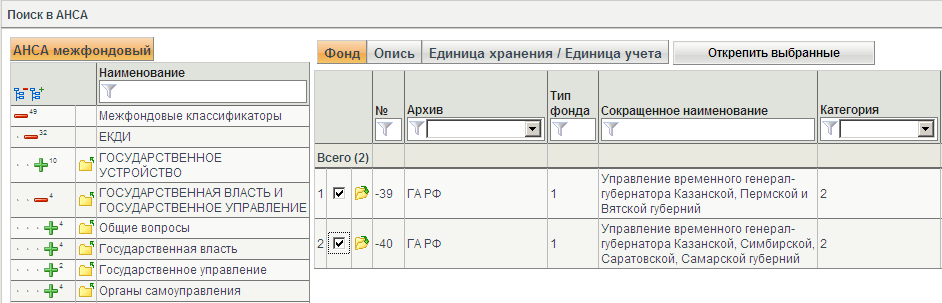 Поиск в АНСА
АНСА межфондовый
Наименование
49 Межфондовые классификаторы
32 ЕКДИ
10 ГОСУДАРСТВЕННОЕ
УСТРОЙСТВО
4 ГОСУДАРСТВЕННАЯ ВЛАСТЬ И
ГОСУДАРСТВЕННОЕ УПРАВЛЕНИЕ
4 Общие вопросы
4 Государственная власть
2 Государственное управление
4 Органы самоуправления
Фонд Опись Единица хранения / Единица учета Открепить выбранные
№ Архив Тип фонда Сокращенное наименование Категория
Всего (2)
1 -39 ГА РФ 1 Управление временного генерал-
губернатора Казанской, Пермской и
Вятской губерний 2
2 -40 ГА РФ 1 Управление временного генерал-
губернатора Казанской, Симбирской,
Саратовской, Самарской губерний 2